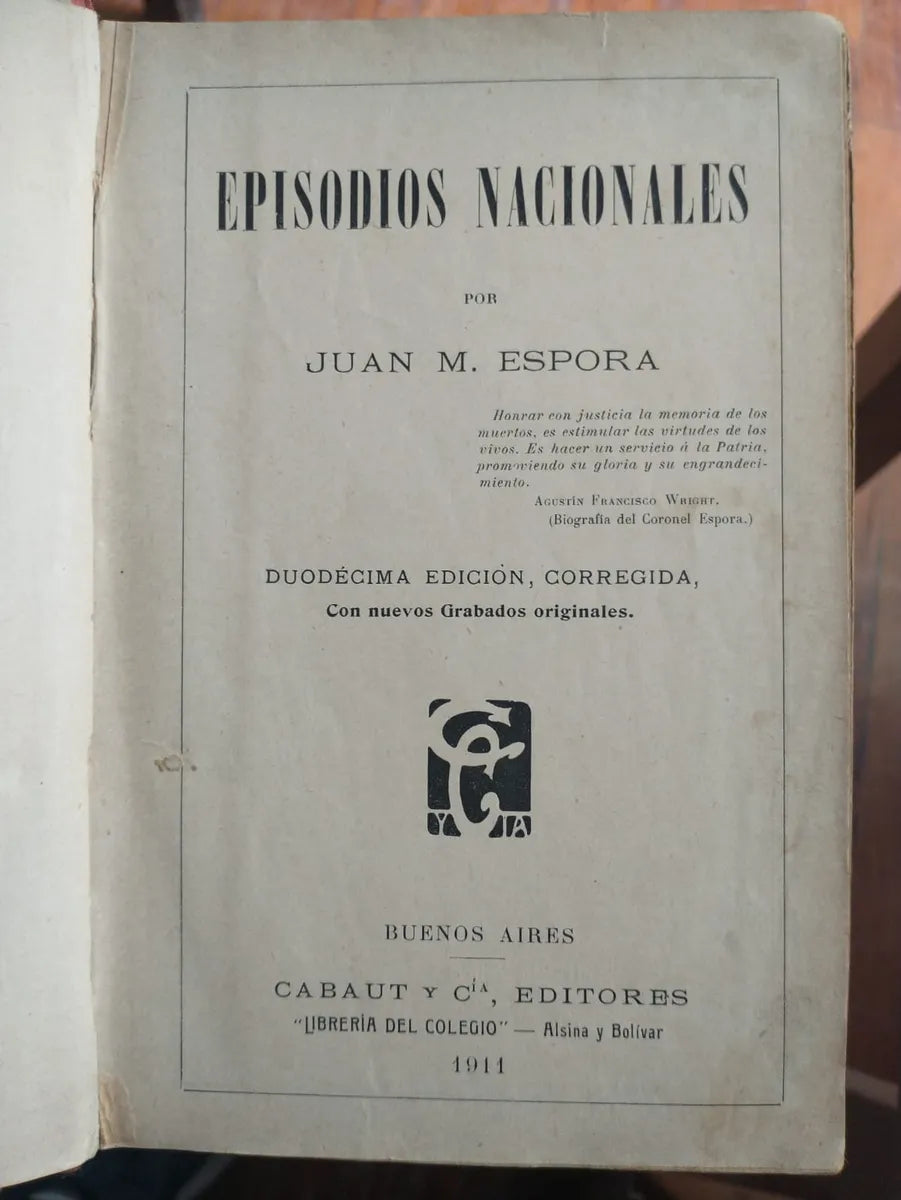 EPISODIOS NACIONALES
POR
JUAN M. ESPORA
Honrar con justicia la memoria de los
muertos, es estimular las virtudes de los
vivos. Es hacer un servicio á la Patria,
promoviendo su gloria y su engrandeci-
miento.
AGUSTÍN FRANCISCO WRIGHT.
(Biografía del Coronel Espora.)
DUODÉCIMA EDICIÓN, CORREGIDA,
Con nuevos Grabados originales.
C
Y IA
BUENOS AIRES
CABAUT Y CÍA, EDITORES
"LIBRERÍA DEL COLEGIO" — Alsina y Bolívar
1911